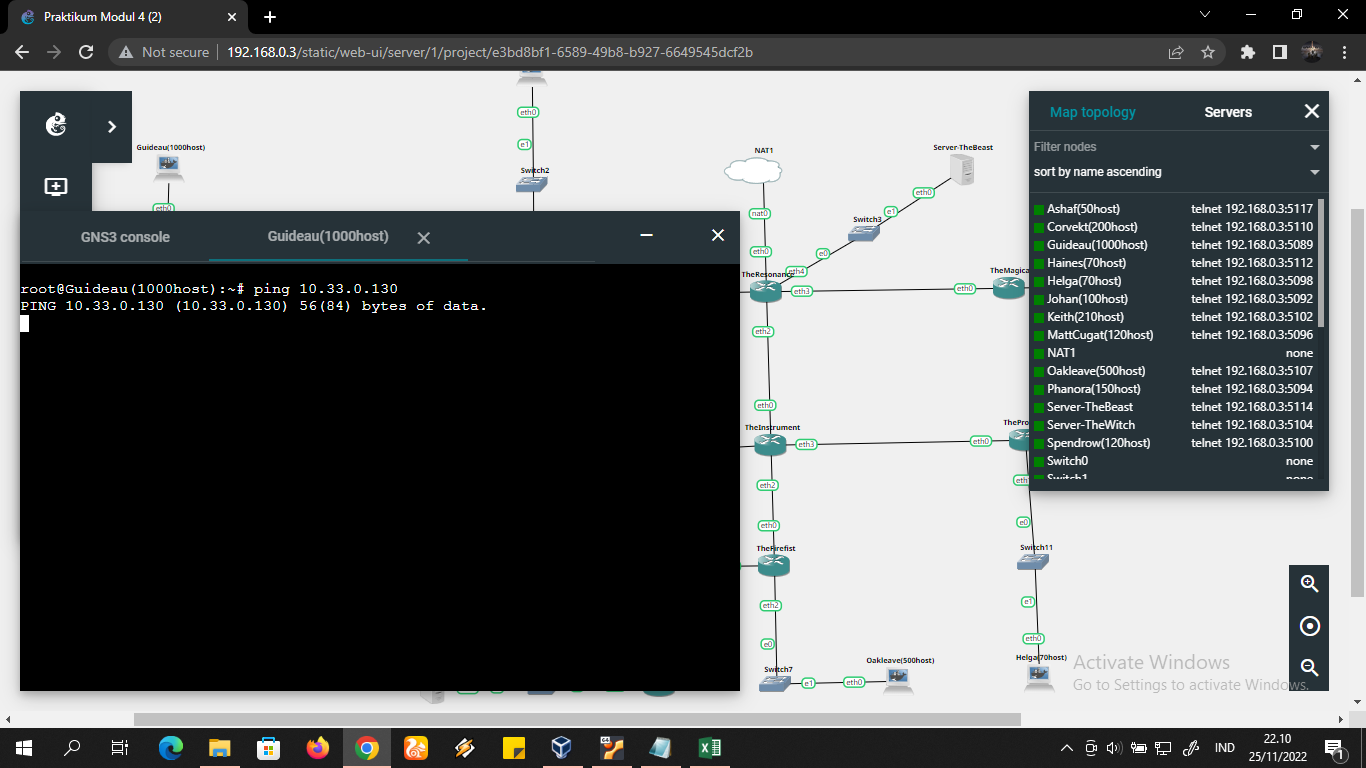 Praktikum Modul 4 (2)
Not secure
192.168.0.3/static/web-ui/server/1/project/e3bd8bf1-6589-49b8-b927-6649545dcf2b
eth0
e1
Switch2
Guideau(1000host)
eth0
NAT1
nat0
eth0
Server-TheBeast
eth0
e1
Switch3
e0
eth4
TheResonance
eth3
eth0
TheMagica
eth2
eth0
TheInstrument
eth3
eth0
ThePro
eth2
eth0
TheFirefist
eth2
e0
Switch7
e1
eth0
Oakleave(500host)
eth
e0
Switch11
e1
eth0
Helga(70host)
GNS3 console
Guideau(1000host)
root@Guideau(1000host):~# ping 10.33.0.130
PING 10.33.0.130 (10.33.0.130) 56(84) bytes of data.
Map topology
Servers
Filter nodes
sort by name ascending
Ashaf(50host) telnet 192.168.0.3:5117
Corvekt(200host) telnet 192.168.0.3:5110
Guideau(1000host) telnet 192.168.0.3:5089
Haines(70host) telnet 192.168.0.3:5112
Helga(70host) telnet 192.168.0.3:5098
Johan(100host) telnet 192.168.0.3:5092
Keith(210host) telnet 192.168.0.3:5102
MattCugat(120host) telnet 192.168.0.3:5096
NAT1 none
Oakleave(500host) telnet 192.168.0.3:5107
Phanora(150host) telnet 192.168.0.3:5094
Server-TheBeast telnet 192.168.0.3:5114
Server-TheWitch telnet 192.168.0.3:5104
Spendrow(120host) telnet 192.168.0.3:5100
Switch0 none
Switch1 none
Activate Windows
Go to Settings to activate Windows.
IND
22.10
25/11/2022
1